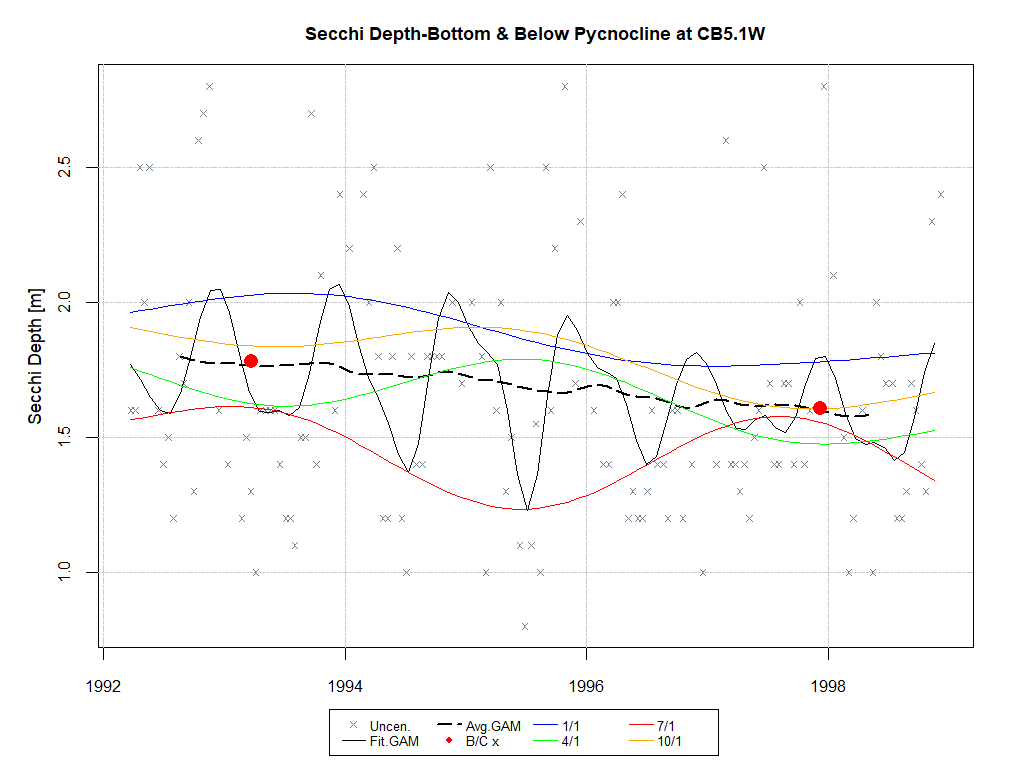 Secchi Depth-Bottom & Below Pycnocline at CB5.1W
Secchi Depth [m]
2.5
2.0
1.5
1.0
1992 1994 1996 1998
Uncen. Avg.GAM 1/1 7/1
Fit.GAM B/C x 4/1 10/1